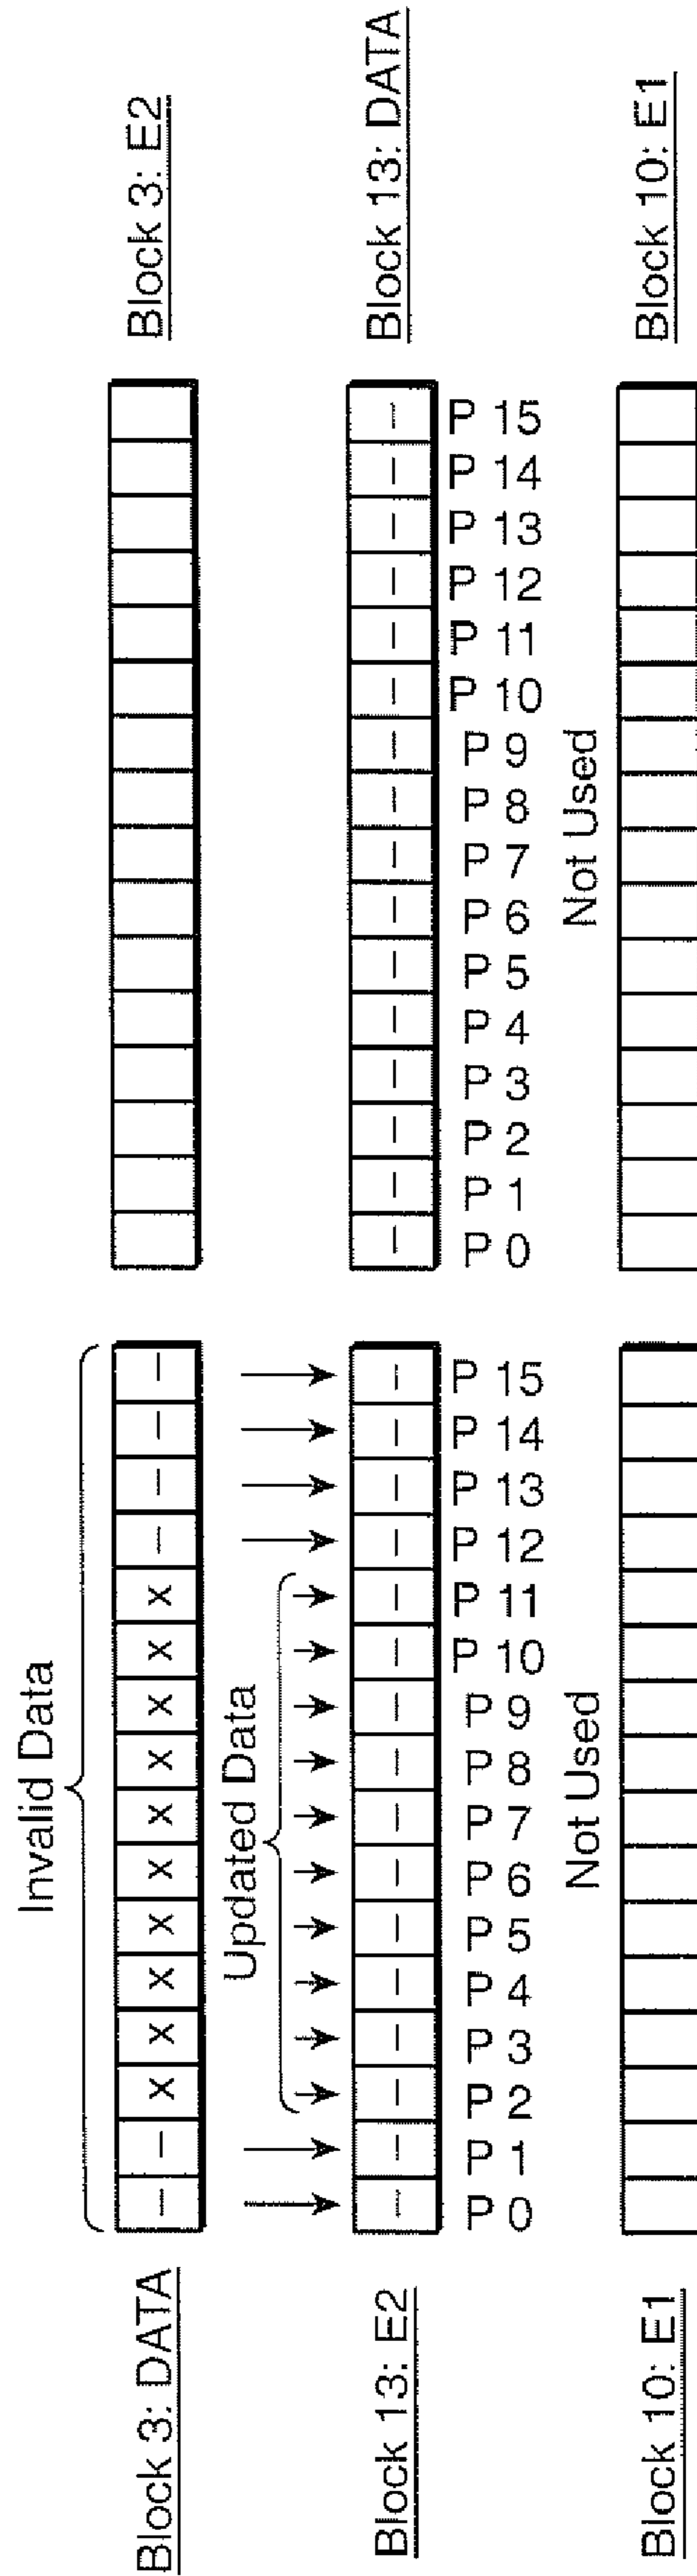 Invalid Data
Block 3: DATA – – x x x x x x x x x x – – – – Block 3: E2
Updated Data
Block 13: E2 – – – – – – – – – – – – – – – – – – – – – – – – – – – – – – – – Block 13: DATA
P 0 P 1 P 2 P 3 P 4 P 5 P 6 P 7 P 8 P 9 P 10 P 11 P 12 P 13 P 14 P 15 P 0 P 1 P 2 P 3 P 4 P 5 P 6 P 7 P 8 P 9 P 10 P 11 P 12 P 13 P 14 P 15
Not Used Not Used
Block 10: E1 Block 10: E1